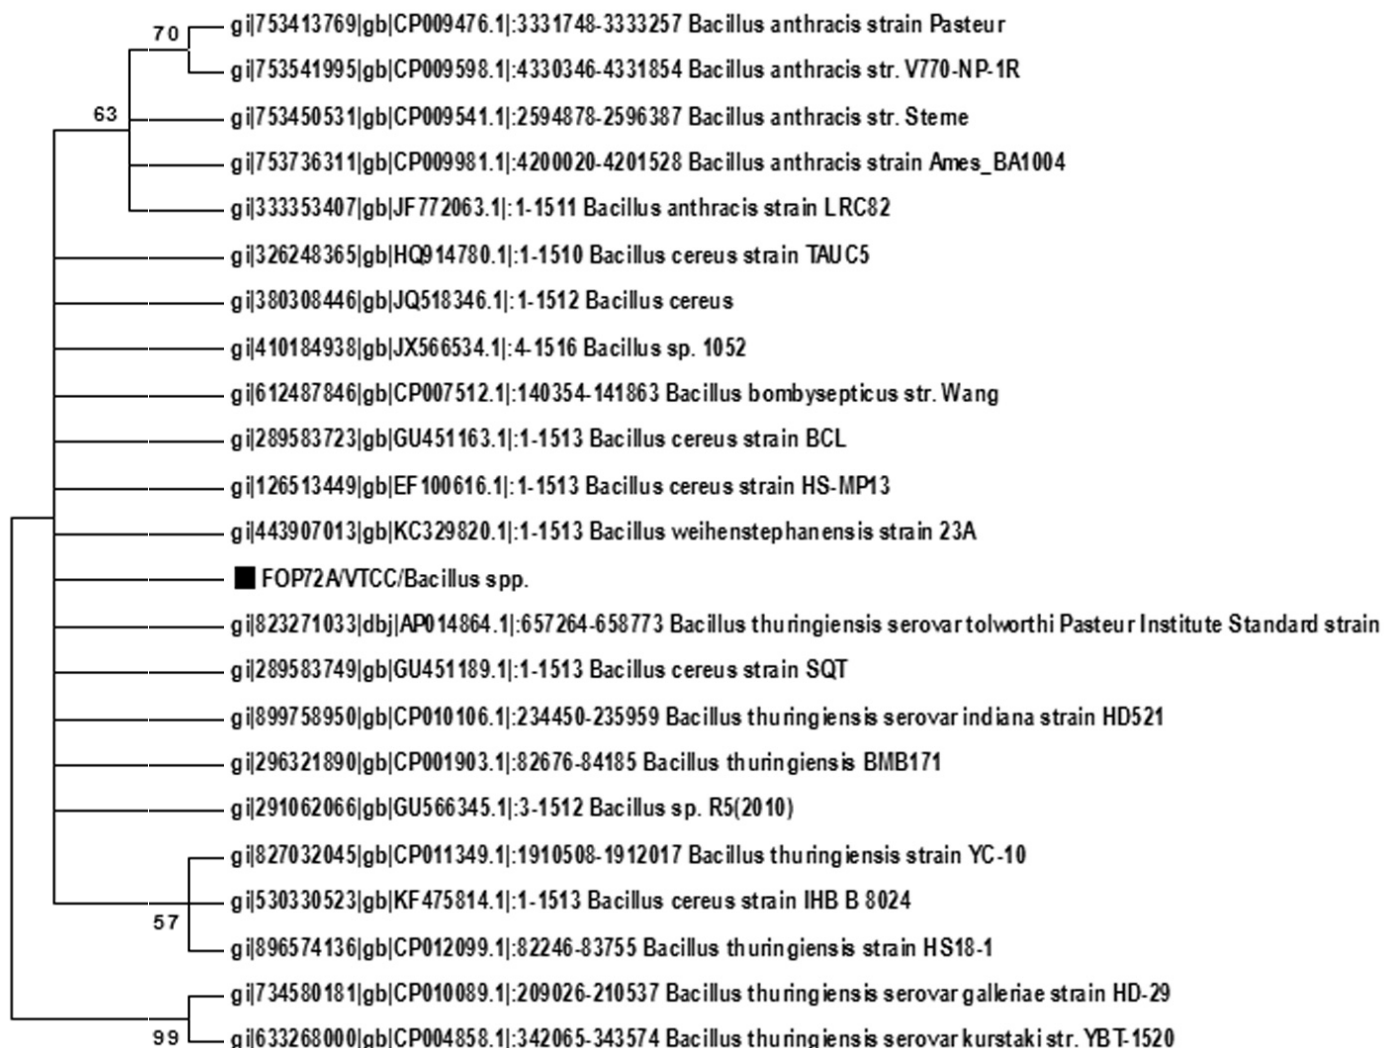 70
gi|753413769|gb|CP009476.1|:3331748-3333257 Bacillus anthracis strain Pasteur
gi|753541995|gb|CP009598.1|:4330346-4331854 Bacillus anthracis str. V770-NP-1R
63
gi|753450531|gb|CP009541.1|:2594878-2596387 Bacillus anthracis str. Sterne
gi|753736311|gb|CP009981.1|:4200020-4201528 Bacillus anthracis strain Ames_BA1004
gi|333353407|gb|JF772063.1|:1-1511 Bacillus anthracis strain LRC82
gi|326248365|gb|HQ914780.1|:1-1510 Bacillus cereus strain TAUC5
gi|380308446|gb|JQ518346.1|:1-1512 Bacillus cereus
gi|410184938|gb|JX566534.1|:4-1516 Bacillus sp. 1052
gi|612487846|gb|CP007512.1|:140354-141863 Bacillus bombysepticus str. Wang
gi|289583723|gb|GU451163.1|:1-1513 Bacillus cereus strain BCL
gi|126513449|gb|EF100616.1|:1-1513 Bacillus cereus strain HS-MP13
gi|443907013|gb|KC329820.1|:1-1513 Bacillus weihenstephanensis strain 23A
FOP72A/VTCC/Bacillus spp.
gi|823271033|dbj|AP014864.1|:657264-658773 Bacillus thuringiensis serovar tolworthi Pasteur Institute Standard strain
gi|289583749|gb|GU451189.1|:1-1513 Bacillus cereus strain SQT
gi|899758950|gb|CP010106.1|:234450-235959 Bacillus thuringiensis serovar indiana strain HD521
gi|296321890|gb|CP001903.1|:82676-84185 Bacillus thuringiensis BMB171
gi|291062066|gb|GU566345.1|:3-1512 Bacillus sp. R5(2010)
gi|827032045|gb|CP011349.1|:1910508-1912017 Bacillus thuringiensis strain YC-10
gi|530330523|gb|KF475814.1|:1-1513 Bacillus cereus strain IHB B 8024
57
gi|896574136|gb|CP012099.1|:82246-83755 Bacillus thuringiensis strain HS18-1
gi|734580181|gb|CP010089.1|:209026-210537 Bacillus thuringiensis serovar galleriae strain HD-29
99
gi|633268000|gb|CP004858.1|:342065-343574 Bacillus thuringiensis serovar kurstaki str. YBT-1520